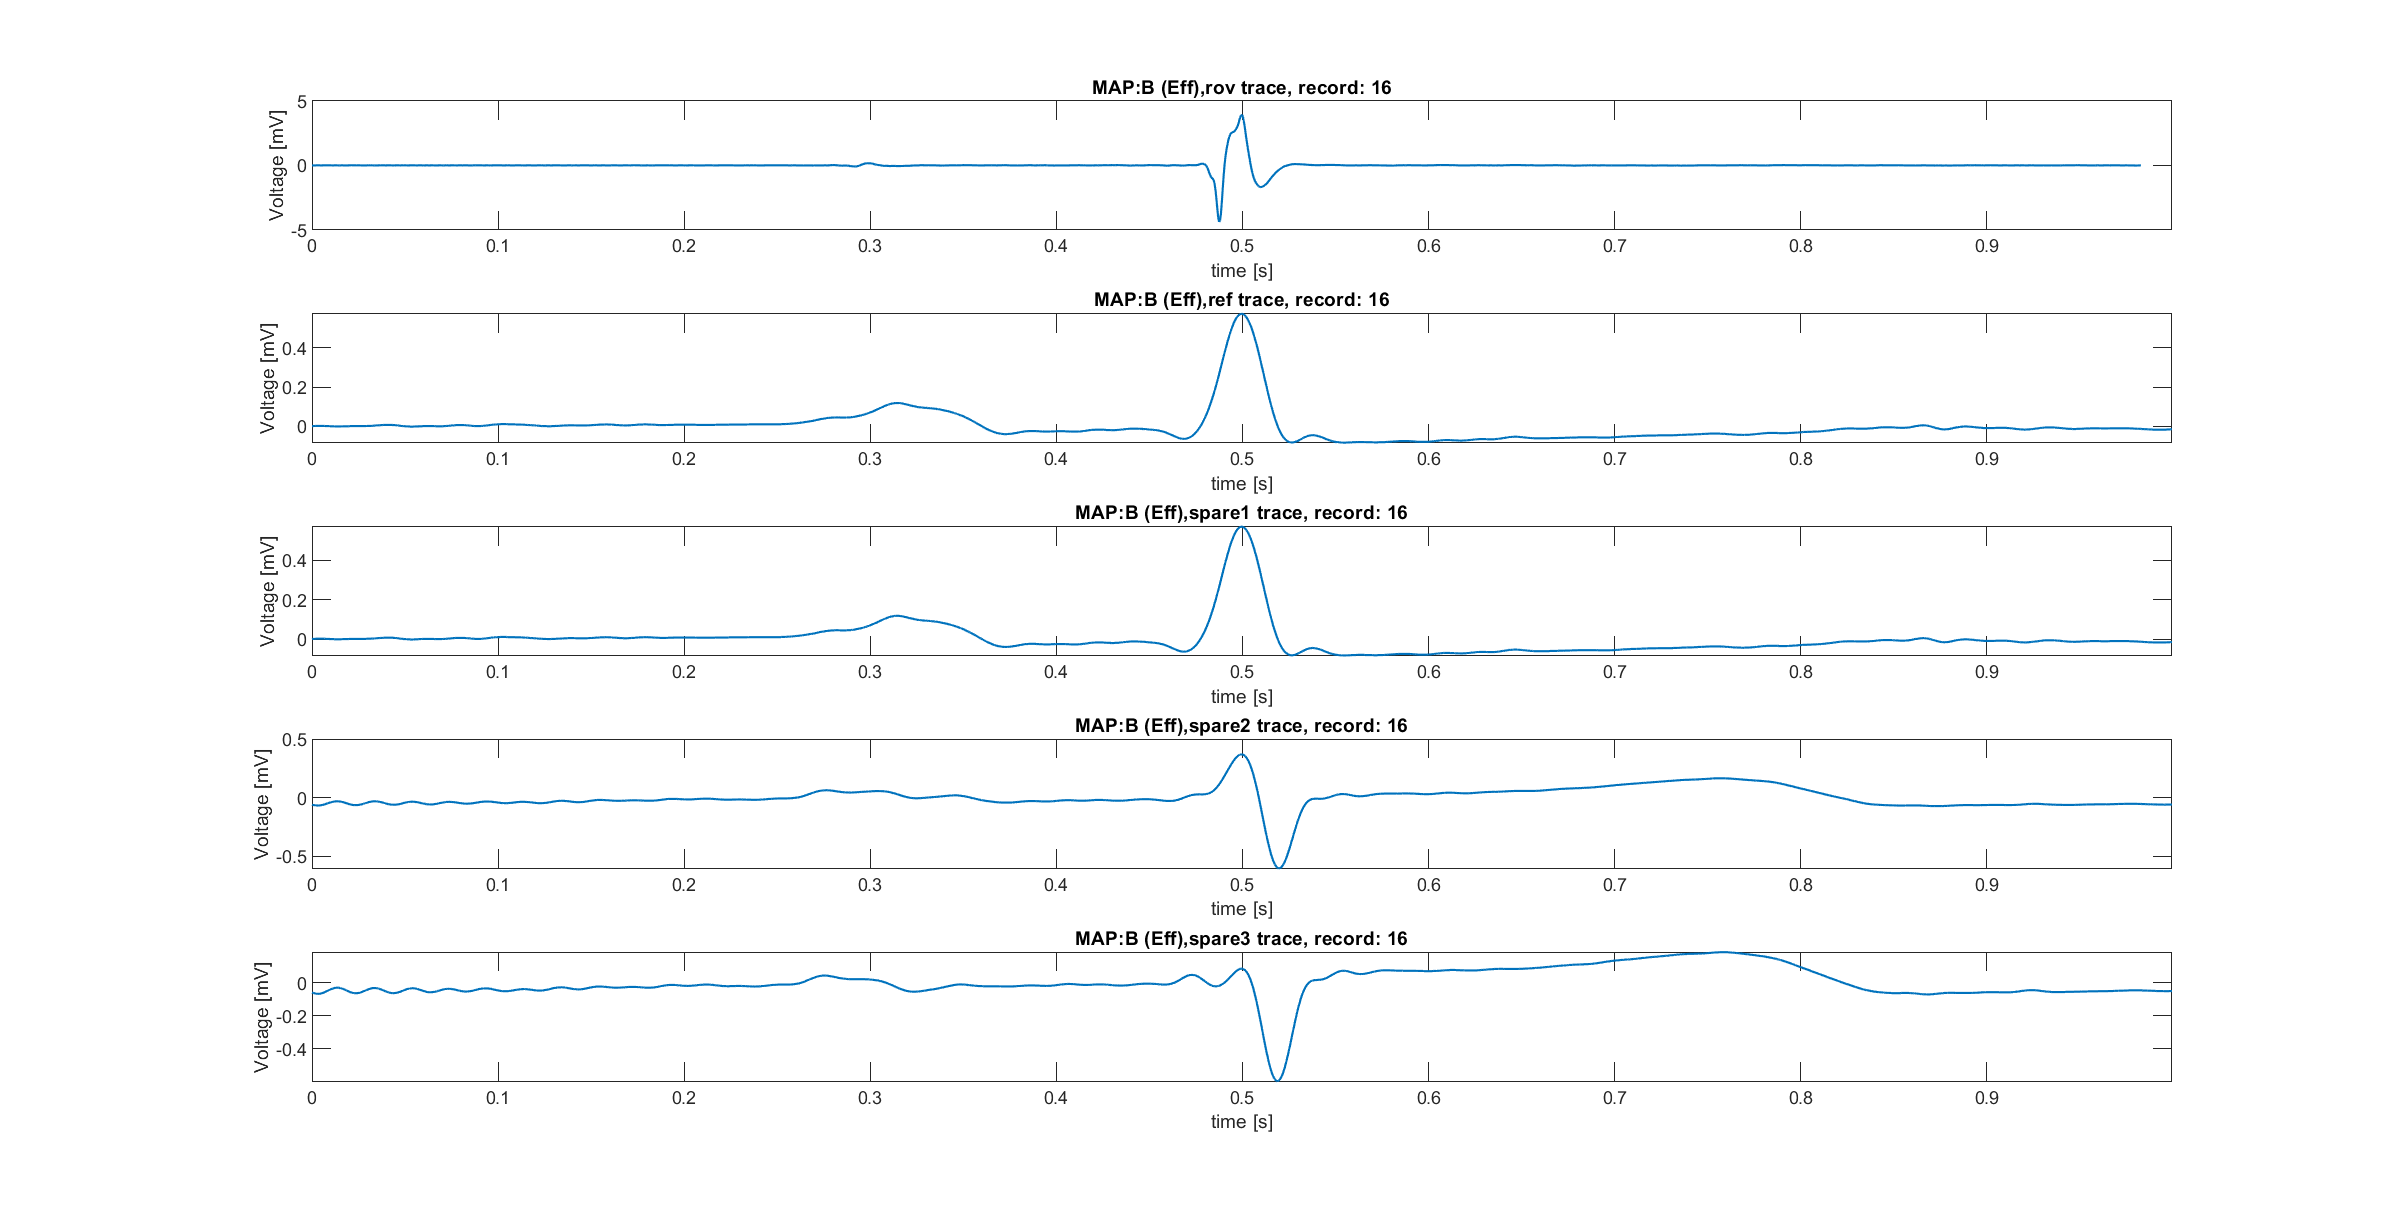 MAP:B (Eff),rov trace, record: 16
Voltage [mV]
5
0
-5
0 0.1 0.2 0.3 0.4 0.5 0.6 0.7 0.8 0.9
time [s]
MAP:B (Eff),ref trace, record: 16
Voltage [mV]
0.4
0.2
0
0 0.1 0.2 0.3 0.4 0.5 0.6 0.7 0.8 0.9
time [s]
MAP:B (Eff),spare1 trace, record: 16
Voltage [mV]
0.4
0.2
0
0 0.1 0.2 0.3 0.4 0.5 0.6 0.7 0.8 0.9
time [s]
MAP:B (Eff),spare2 trace, record: 16
Voltage [mV]
0.5
0
-0.5
0 0.1 0.2 0.3 0.4 0.5 0.6 0.7 0.8 0.9
time [s]
MAP:B (Eff),spare3 trace, record: 16
Voltage [mV]
0
-0.2
-0.4
0 0.1 0.2 0.3 0.4 0.5 0.6 0.7 0.8 0.9
time [s]